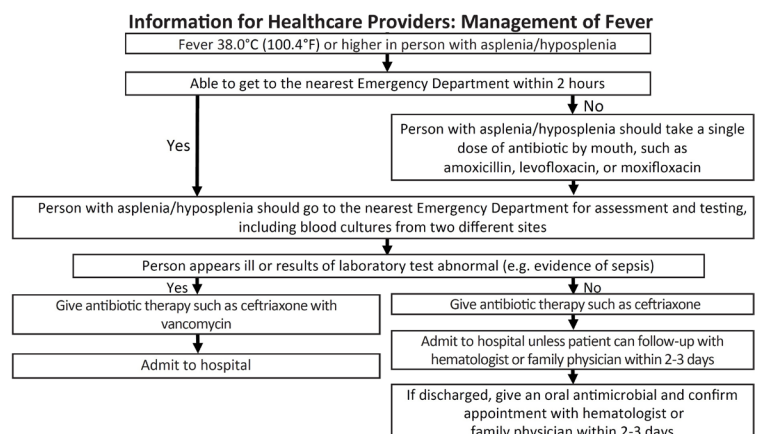 Information for Healthcare Providers: Management of Fever
Fever 38.0°C (100.4°F) or higher in person with asplenia/hyposplenia
Able to get to the nearest Emergency Department within 2 hours
No
Yes
Person with asplenia/hyposplenia should take a single
dose of antibiotic by mouth, such as
amoxicillin, levofloxacin, or moxifloxacin
Person with asplenia/hyposplenia should go to the nearest Emergency Department for assessment and testing,
including blood cultures from two different sites
Person appears ill or results of laboratory test abnormal (e.g. evidence of sepsis)
Yes
No
Give antibiotic therapy such as ceftriaxone with
vancomycin
Admit to hospital
Give antibiotic therapy such as ceftriaxone
Admit to hospital unless patient can follow-up with
hematologist or family physician within 2-3 days
If discharged, give an oral antimicrobial and confirm
appointment with hematologist or
family physician within 2-3 days